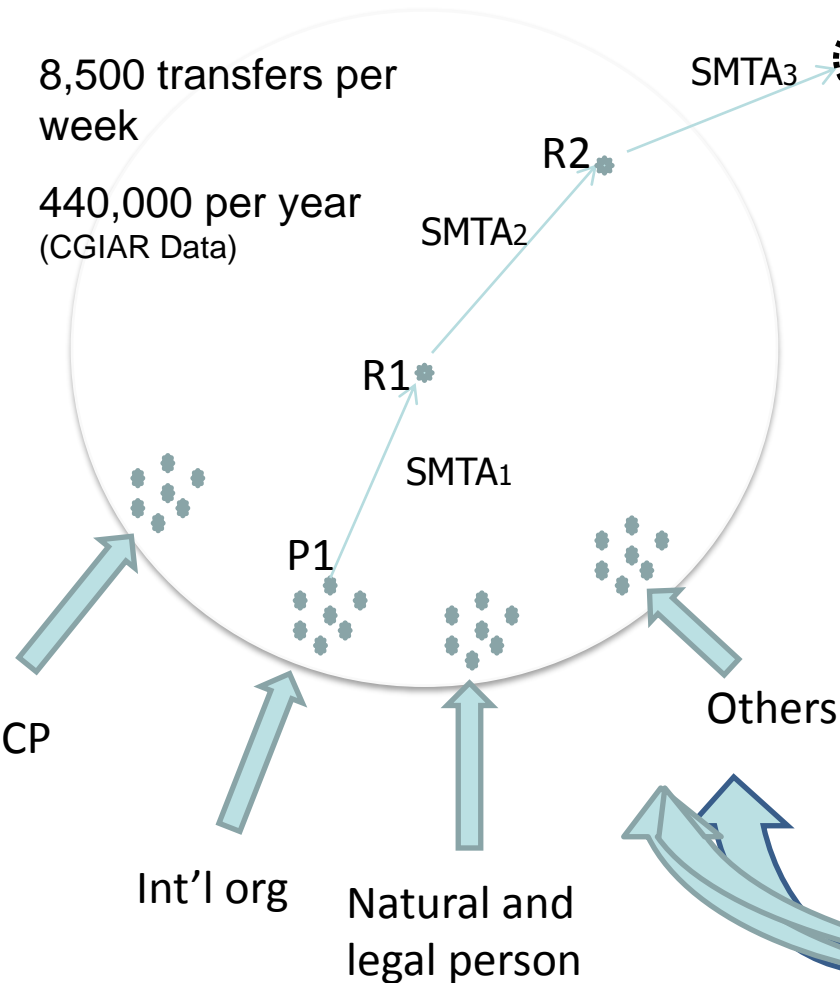 8,500 transfers per
week
440,000 per year
(CGIAR Data)
SMTA3
R2
SMTA2
R1
SMTA1
P1
CP
Others
Int’l org
Natural and
legal person